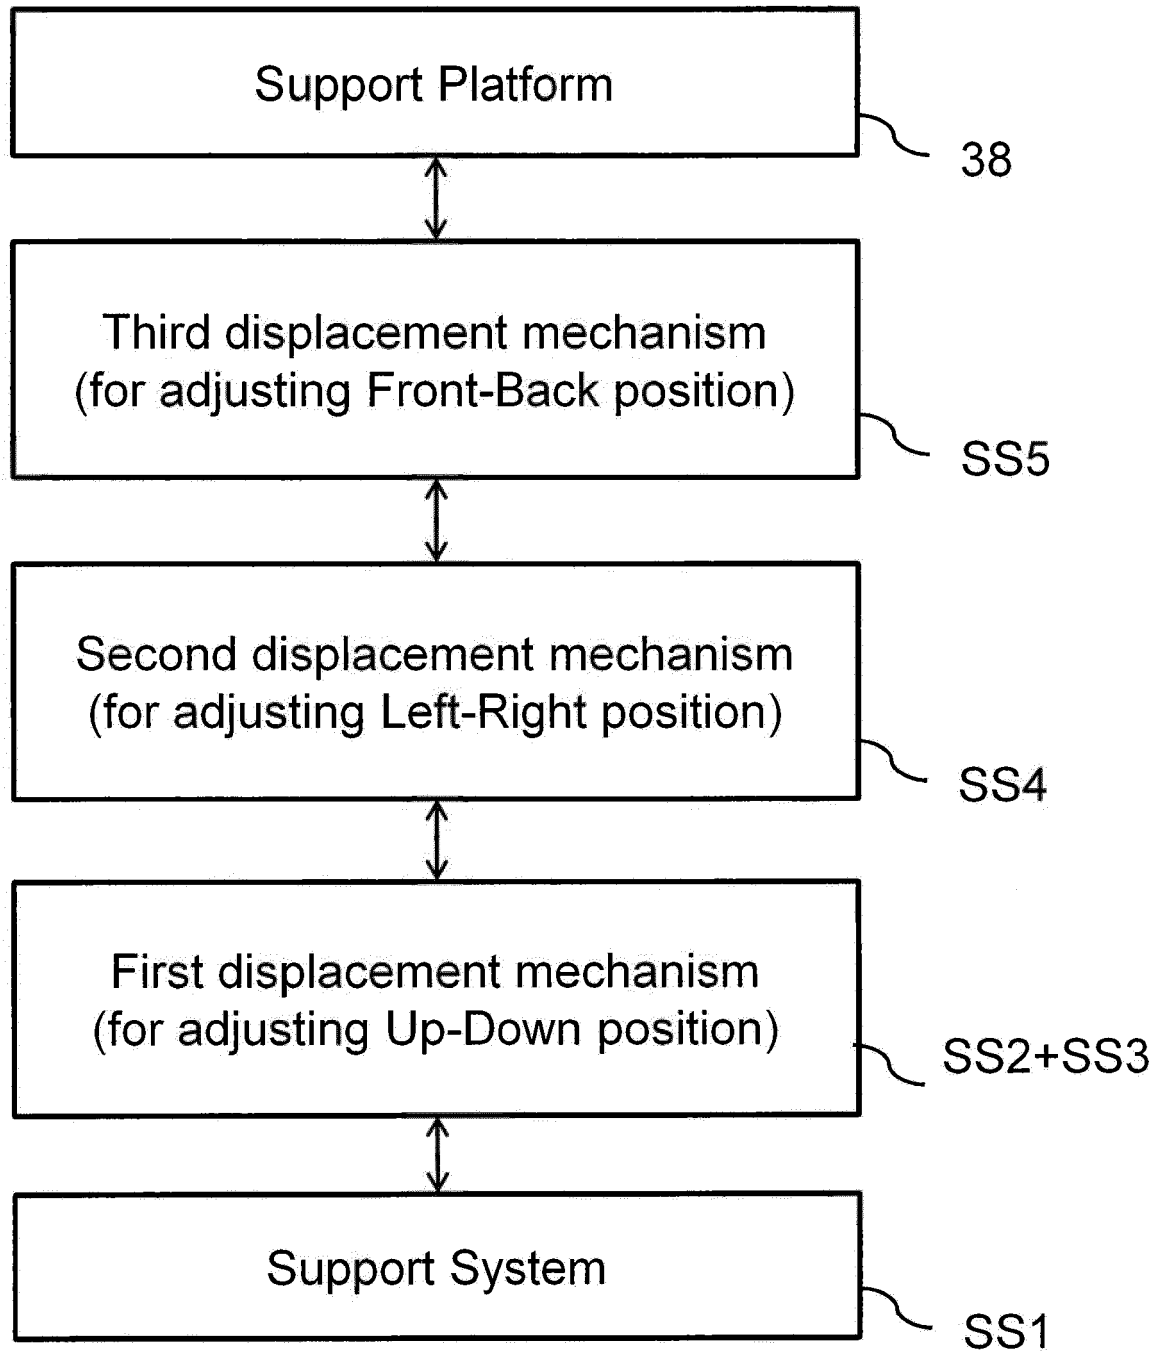 Support Platform
38
Third displacement mechanism
(for adjusting Front-Back position)
SS5
Second displacement mechanism
(for adjusting Left-Right position)
SS4
First displacement mechanism
(for adjusting Up-Down position)
SS2+SS3
Support System
SS1